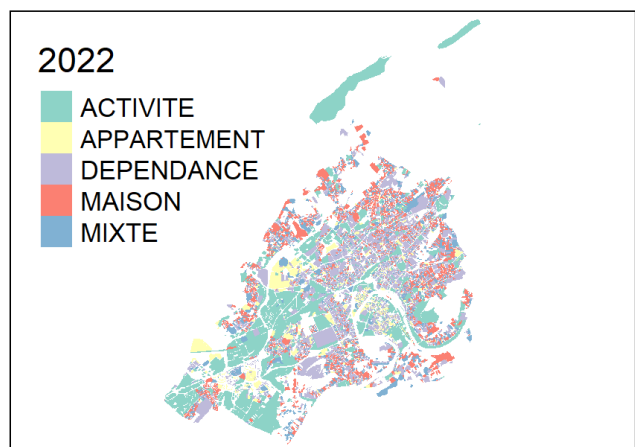 2022
ACTIVITE
APPARTEMENT
DEPENDANCE
MAISON
MIXTE